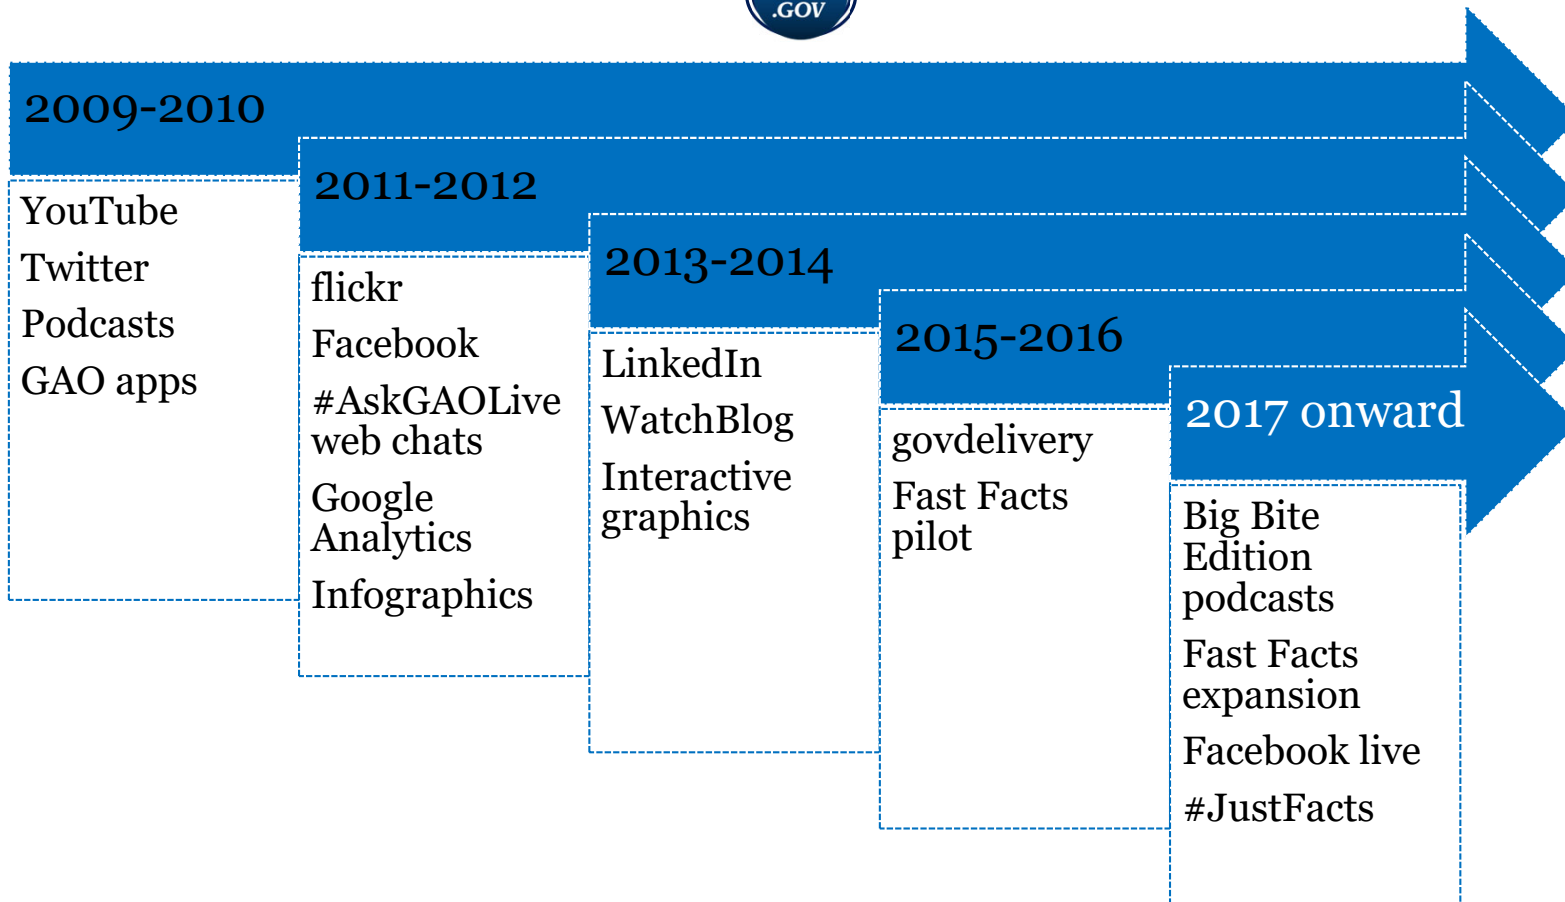 .GOV
2009-2010
YouTube
Twitter
Podcasts
GAO apps
2011-2012
flickr
Facebook
#AskGAOLive
web chats
Google
Analytics
Infographics
2013-2014
LinkedIn
WatchBlog
Interactive
graphics
2015-2016
govdelivery
Fast Facts
pilot
2017 onward
Big Bite
Edition
podcasts
Fast Facts
expansion
Facebook live
#JustFacts